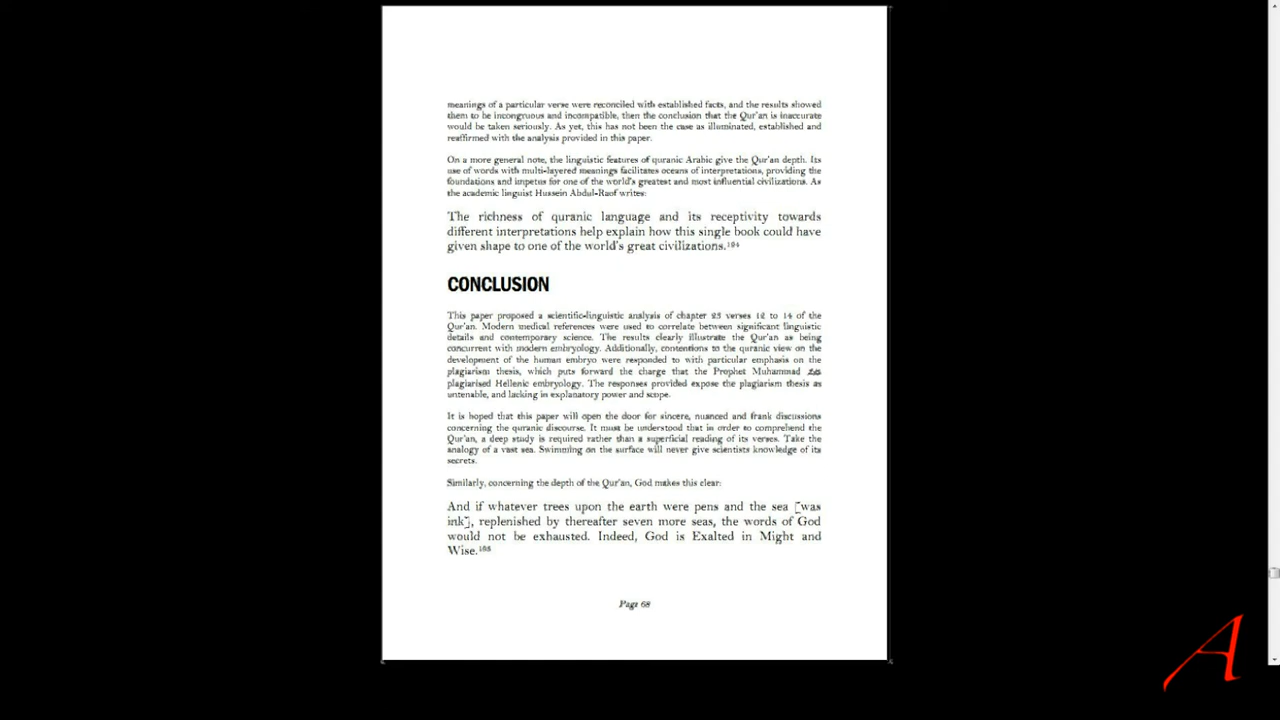 meanings of a particular verse were reconciled with established facts, and the results showed
them to be incongruous and incompatible, then the conclusion that the Qur'an is inaccurate
would be taken seriously. As yet, this has not been the case as illuminated, established and
reaffirmed with the analysis provided in this paper.
On a more general note, the linguistic features of quranic Arabic give the Qur'an depth. Its
use of words with multi-layered meanings facilitates oceans of interpretations, providing the
foundations and impetus for one of the world's greatest and most influential civilizations. As
the academic linguist Hussein Abdul-Raof writes:
The richness of quranic language and its receptivity towards
different interpretations help explain how this single book could have
given shape to one of the world's great civilizations.
CONCLUSION
This paper proposed a scientific-linguistic analysis of chapter 23 verses 12 to 14 of the
Qur'an. Modern medical references were used to correlate between significant linguistic
details and contemporary science. The results clearly illustrate the Qur'an as being
concurrent with modern embryology. Additionally, contentions to the quranic view on the
development of the human embryo were responded to with particular emphasis on the
plagiarism thesis, which puts forward the charge that the Prophet Muhammad
plagiarised Hellenic embryology. The responses provided expose the plagiarism thesis as
untenable, and lacking in explanatory power and scope.
It is hoped that this paper will open the door for sincere, nuanced and frank discussions
concerning the quranic discourse. It must be understood that in order to comprehend the
Qur'an, a deep study is required rather than a superficial reading of its verses. Take the
analogy of a vast sea. Swimming on the surface will never give scientists knowledge of its
secrets.
Similarly, concerning the depth of the Qur'an, God makes this clear:
And if whatever trees upon the earth were pens and the sea [was
ink], replenished by thereafter seven more seas, the words of God
would not be exhausted. Indeed, God is Exalted in Might and
Wise.
Page 68
A